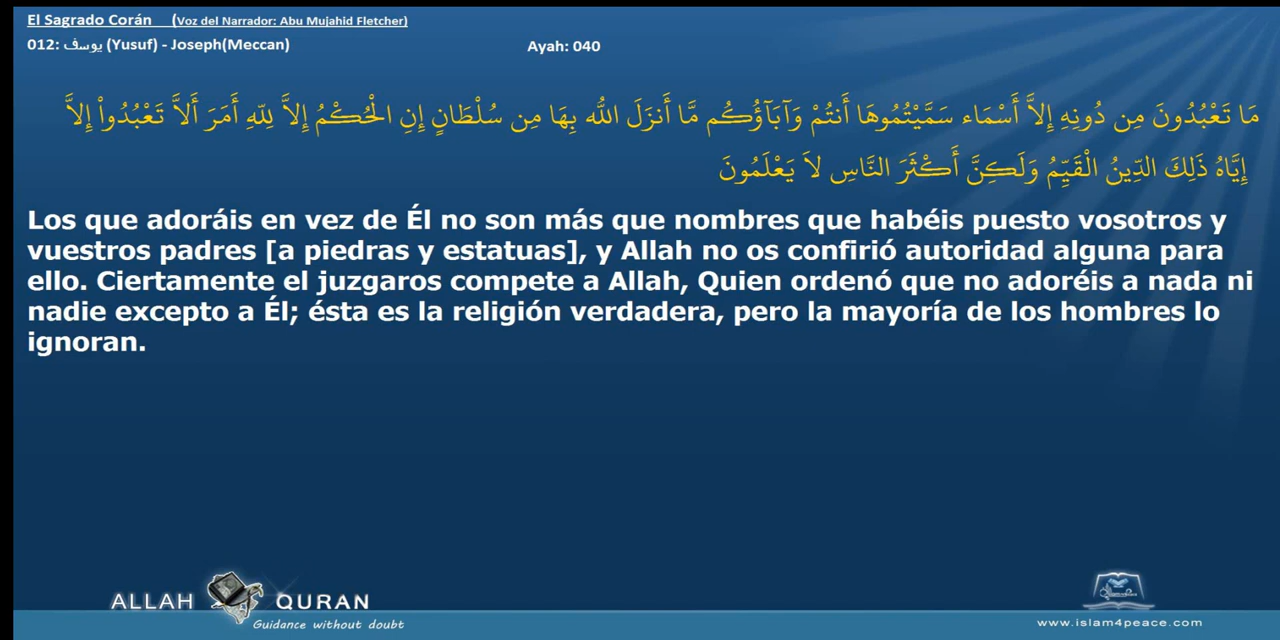 El Sagrado Corán (Voz del Narrador: Abu Mujahid Fletcher)
012: يوسف (Yusuf) - Joseph(Meccan) Ayah: 040
مَا تَعْبُدُونَ مِن دُونِهِ إِلاَّ أَسْمَاء سَمَّيْتُمُوهَا أَنتُمْ وَآبَآؤُكُم مَّا أَنزَلَ اللّهُ بِهَا مِن سُلْطَانٍ إِنِ الْحُكْمُ إِلاَّ لِلّهِ أَمَرَ أَلاَّ تَعْبُدُواْ إِلاَّ
إِيَّاهُ ذَلِكَ الدِّينُ الْقَيِّمُ وَلَكِنَّ أَكْثَرَ النَّاسِ لاَ يَعْلَمُونَ
Los que adoráis en vez de Él no son más que nombres que habéis puesto vosotros y
vuestros padres [a piedras y estatuas], y Allah no os confirió autoridad alguna para
ello. Ciertamente el juzgaros compete a Allah, Quien ordenó que no adoréis a nada ni
nadie excepto a Él; ésta es la religión verdadera, pero la mayoría de los hombres lo
ignoran.
ALLAH QURAN
Guidance without doubt
www.islam4peace.com